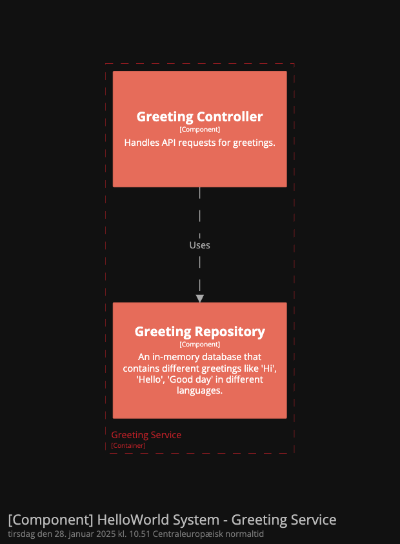 Greeting Controller
[Component]
Handles API requests for greetings.
Uses
Greeting Repository
[Component]
An in-memory database that
contains different greetings like 'Hi',
'Hello', 'Good day' in different
languages.
Greeting Service
[Container]
[Component] HelloWorld System - Greeting Service
tirsdag den 28. januar 2025 kl. 10.51 Centraleuropæisk normaltid